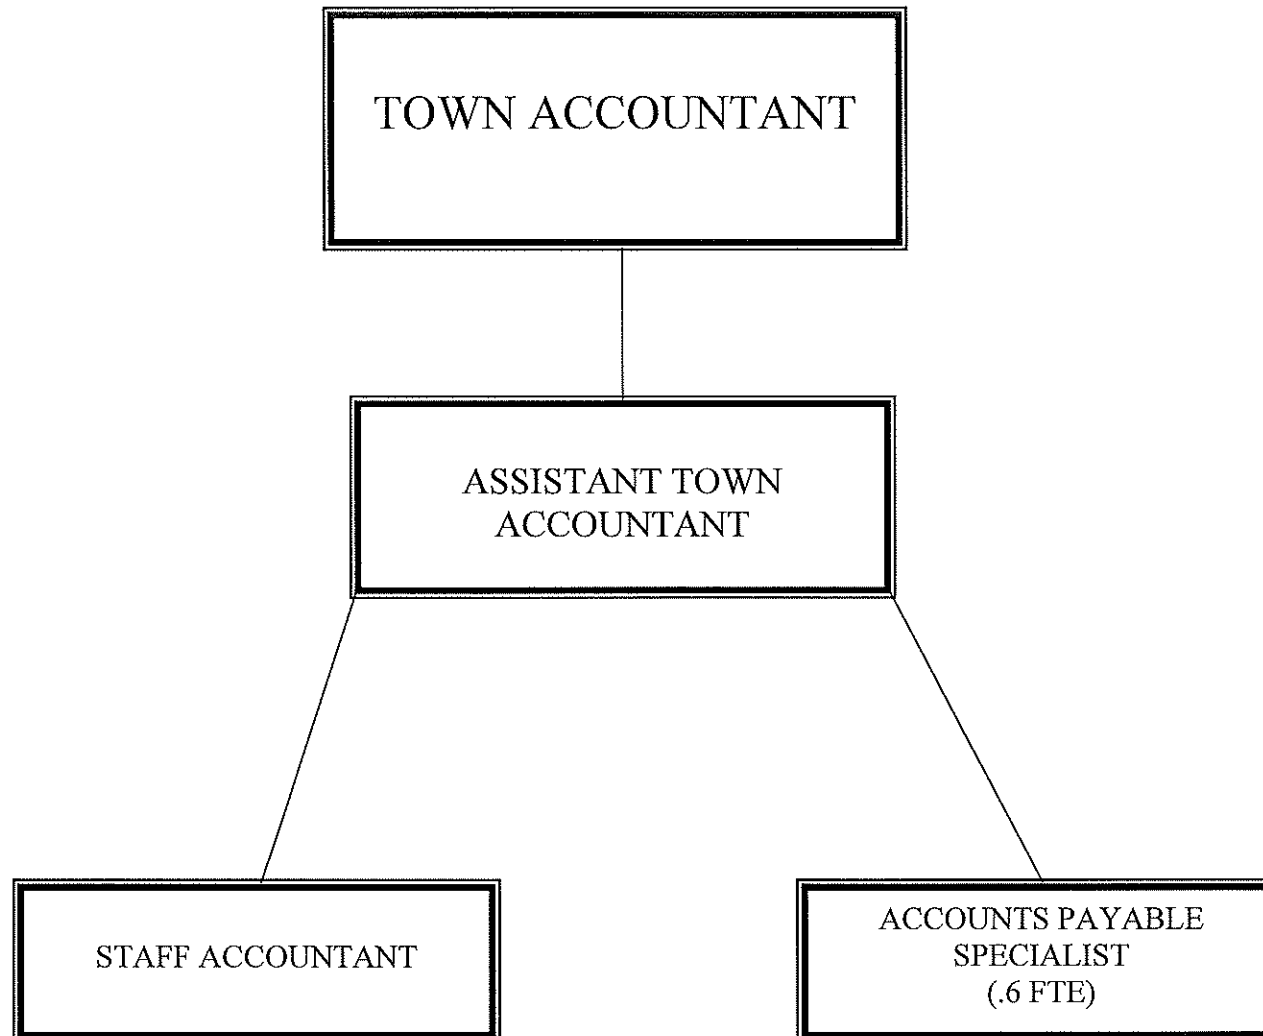 TOWN ACCOUNTANT
ASSISTANT TOWN
ACCOUNTANT
STAFF ACCOUNTANT
ACCOUNTS PAYABLE
SPECIALIST
(.6 FTE)